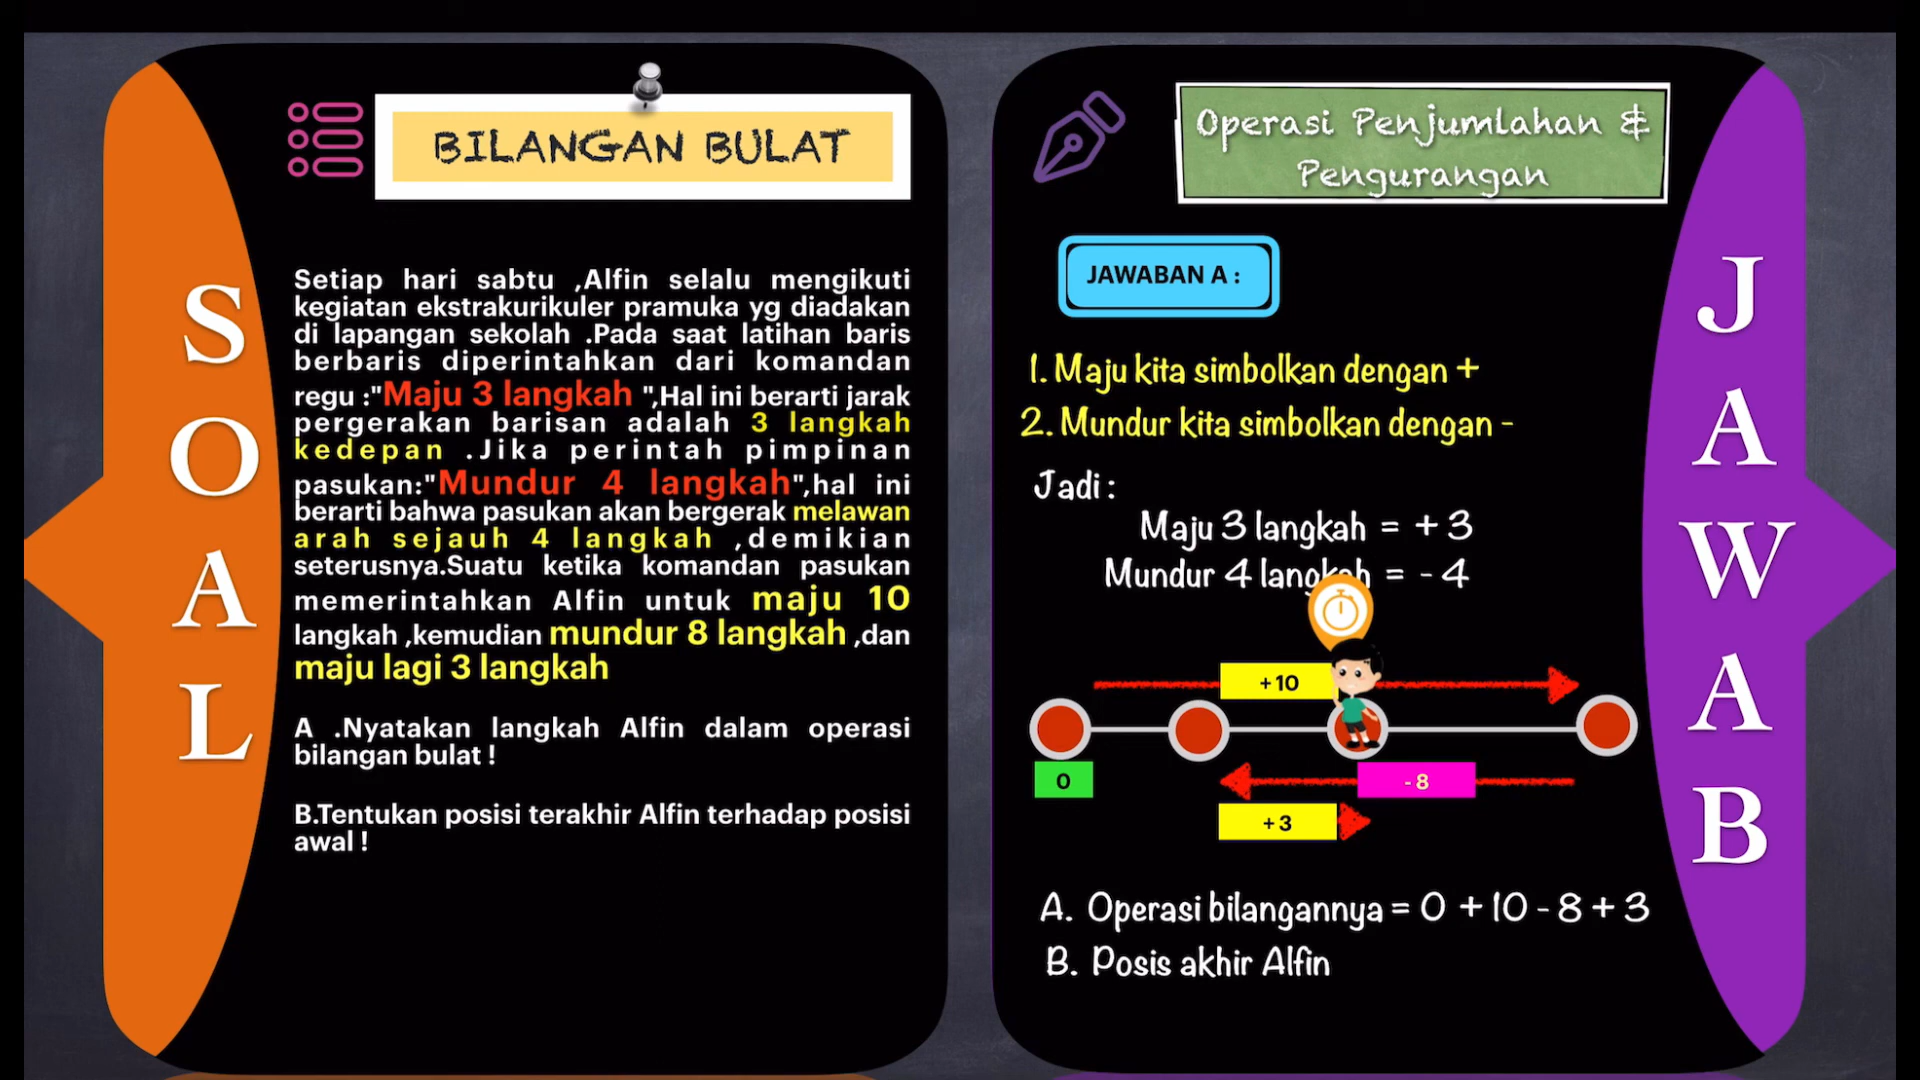 S
O
A
L
BILANGAN BULAT
Setiap hari sabtu ,Alfin selalu mengikuti
kegiatan ekstrakurikuler pramuka yg diadakan
di lapangan sekolah .Pada saat latihan baris
berbaris diperintahkan dari komandan
regu :"Maju 3 langkah ",Hal ini berarti jarak
pergerakan barisan adalah 3 langkah
kedepan .Jika perintah pimpinan
pasukan:"Mundur 4 langkah",hal ini
berarti bahwa pasukan akan bergerak melawan
arah sejauh 4 langkah ,demikian
seterusnya.Suatu ketika komandan pasukan
memerintahkan Alfin untuk maju 10
langkah ,kemudian mundur 8 langkah ,dan
maju lagi 3 langkah
A .Nyatakan langkah Alfin dalam operasi
bilangan bulat !
B.Tentukan posisi terakhir Alfin terhadap posisi
awal !
Operasi Penjumlahan &
Pengurangan
JAWABAN A :
1. Maju kita simbolkan dengan +
2. Mundur kita simbolkan dengan -
Jadi :
Maju 3 langkah = + 3
Mundur 4 langkah = - 4
+ 10
0
- 8
+ 3
A. Operasi bilangannya = 0 + 10 - 8 + 3
B. Posis akhir Alfin
J
A
W
A
B